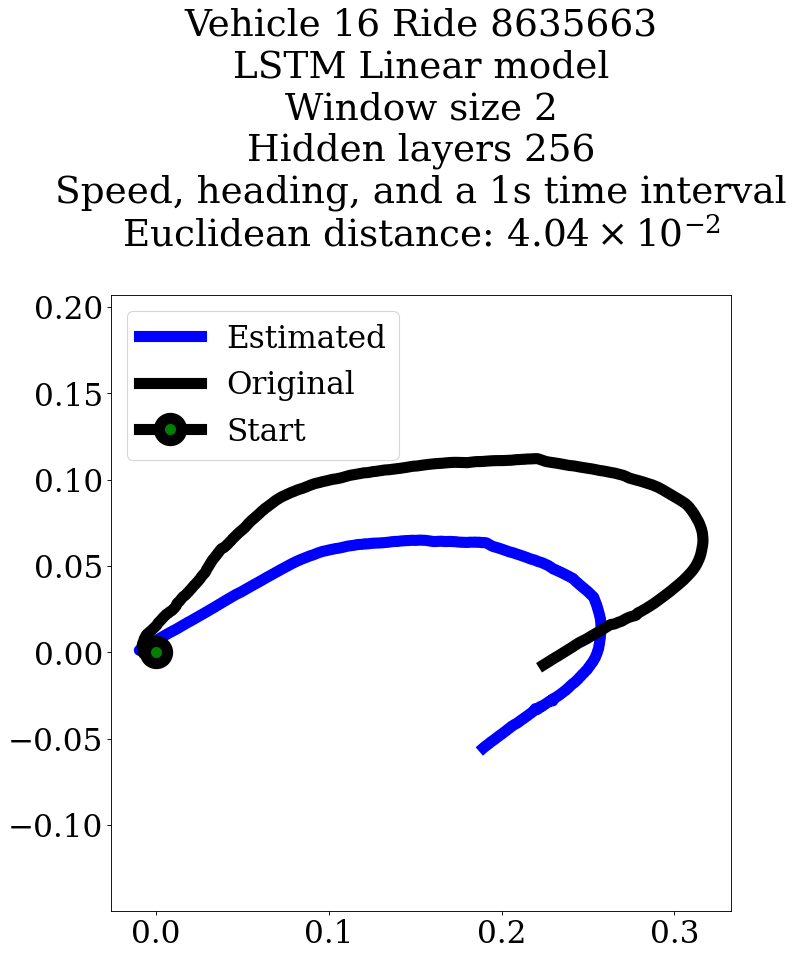 Vehicle 16 Ride 8635663
LSTM Linear model
Window size 2
Hidden layers 256
Speed, heading, and a 1s time interval
Euclidean distance: 4.04 × 10⁻²
0.20
Estimated
0.15
Original
Start
0.10
0.05
0.00
−0.05
−0.10
0.0 0.1 0.2 0.3